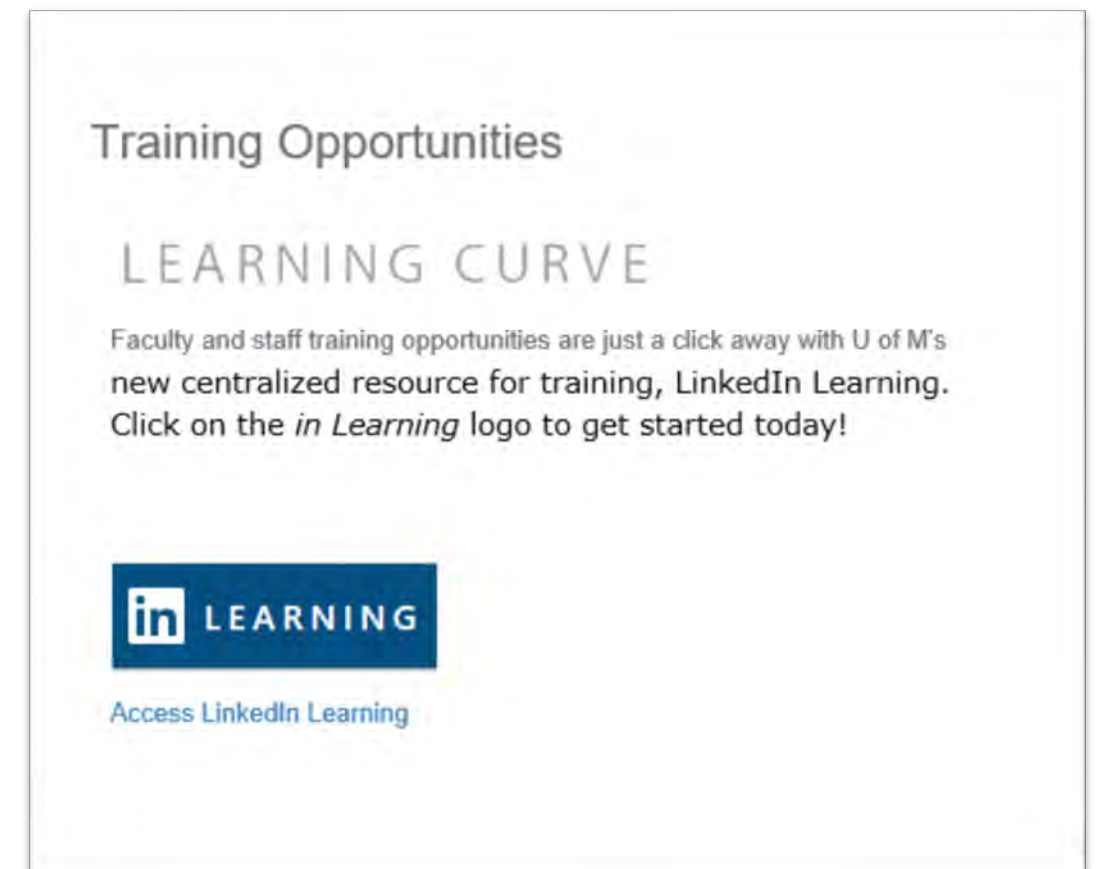 Training Opportunities
LEARNING CURVE
Faculty and staff training opportunities are just a click away with U of M's
new centralized resource for training, LinkedIn Learning.
Click on the in Learning logo to get started today!
in LEARNING
Access LinkedIn Learning